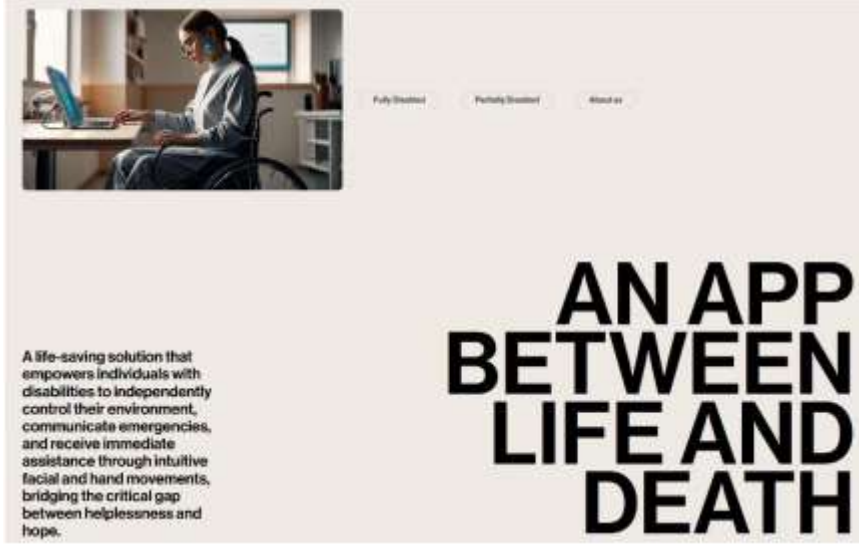 Fully Disabled
Partially Disabled
About us
AN APP
BETWEEN
LIFE AND
DEATH
A life-saving solution that
empowers individuals with
disabilities to independently
control their environment,
communicate emergencies,
and receive immediate
assistance through intuitive
facial and hand movements,
bridging the critical gap
between helplessness and
hope.